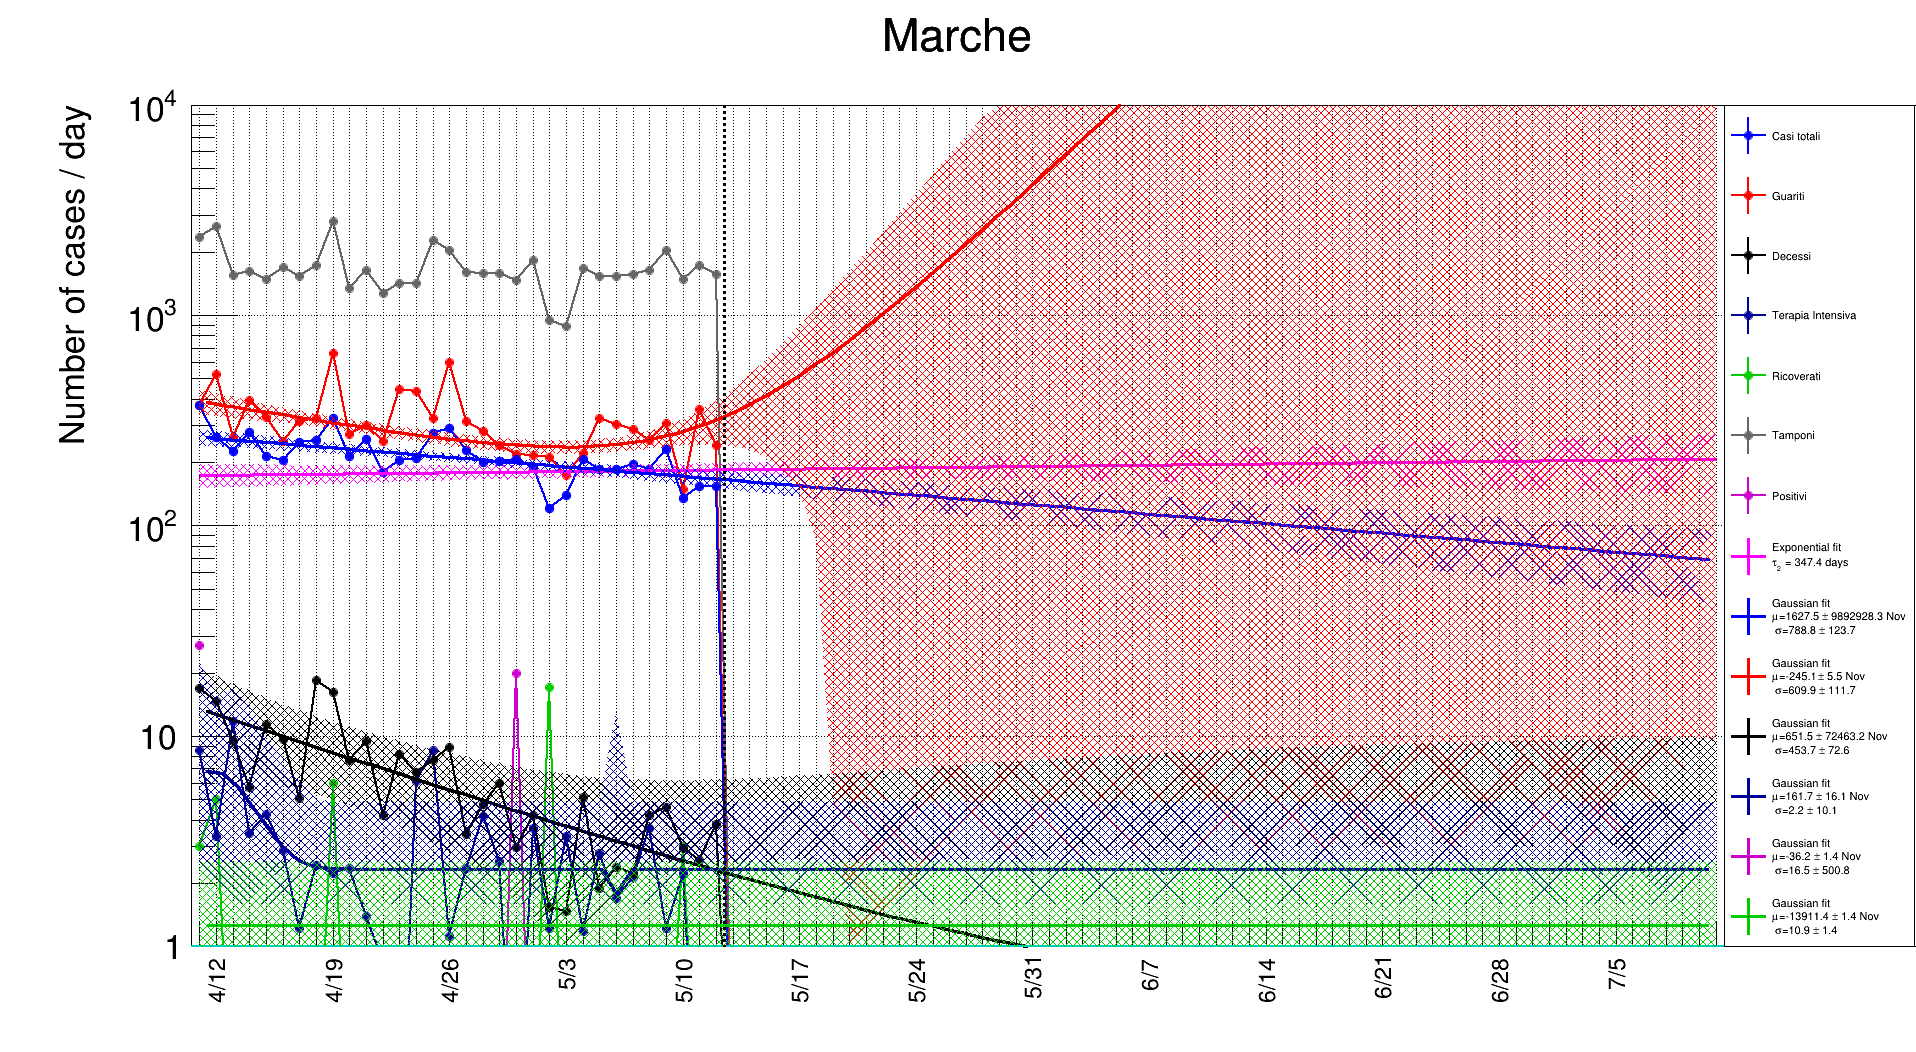 Marche
Number of cases / day
10⁴
10³
10²
10
1
4/12
4/19
4/26
5/3
5/10
5/17
5/24
5/31
6/7
6/14
6/21
6/28
7/5
Casi totali
Guariti
Decessi
Terapia Intensiva
Ricoverati
Tamponi
Positivi
Exponential fit
τ₂ = 347.4 days
Gaussian fit
μ=1627.5 ± 9892928.3 Nov
σ=788.8 ± 123.7
Gaussian fit
μ=-245.1 ± 5.5 Nov
σ=609.9 ± 111.7
Gaussian fit
μ=651.5 ± 72463.2 Nov
σ=453.7 ± 72.6
Gaussian fit
μ=161.7 ± 16.1 Nov
σ=2.2 ± 10.1
Gaussian fit
μ=-36.2 ± 1.4 Nov
σ=16.5 ± 500.8
Gaussian fit
μ=-13911.4 ± 1.4 Nov
σ=10.9 ± 1.4